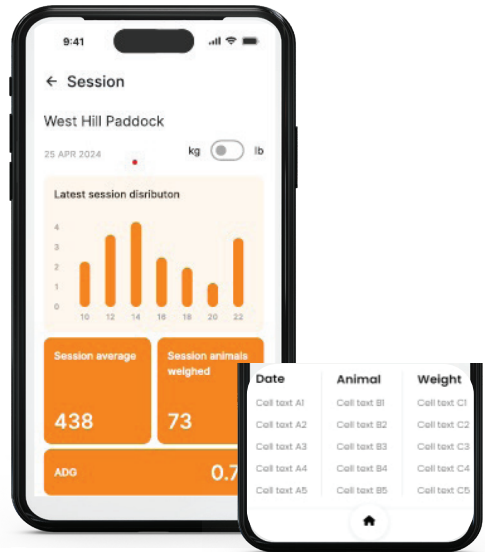 9:41
← Session
West Hill Paddock
25 APR 2024 kg lb
Latest session disributon
4
3
2
1
0
10 12 14 16 18 20 22
Session average
438
Session animals
weighed
73
ADG 0.7
Date Animal Weight
Cell text A1 Cell text B1 Cell text C1
Cell text A2 Cell text B2 Cell text C2
Cell text A3 Cell text B3 Cell text C3
Cell text A4 Cell text B4 Cell text C4
Cell text A5 Cell text B5 Cell text C5